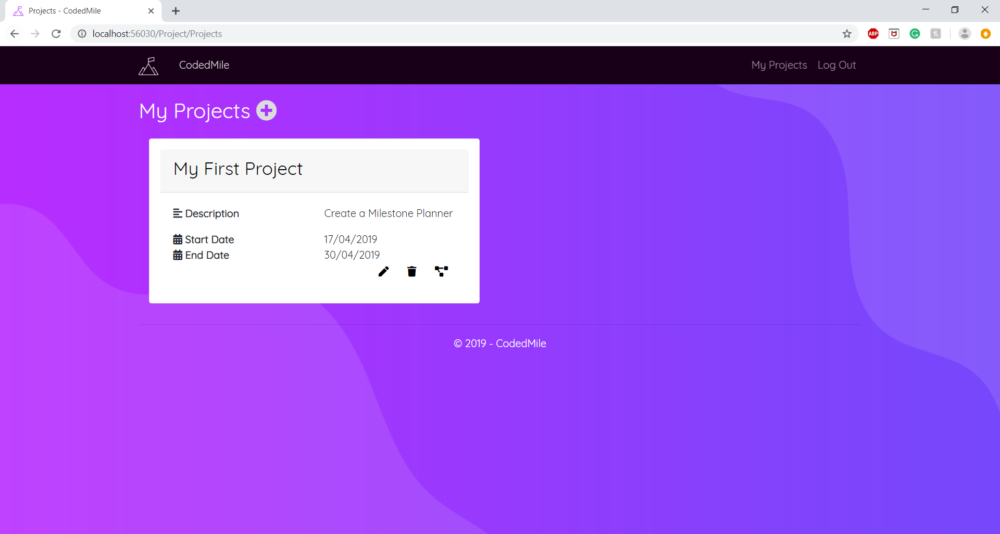 Projects - CodedMile
localhost:56030/Project/Projects
ABP
CodedMile
My Projects
Log Out
My Projects
My First Project
Description
Create a Milestone Planner
Start Date
17/04/2019
End Date
30/04/2019
© 2019 - CodedMile